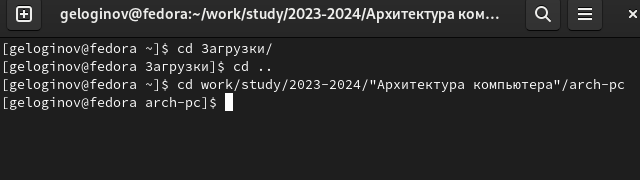 geloginov@fedora:~/work/study/2023-2024/Архитектура ком...
[geloginov@fedora ~]$ cd Загрузки/
[geloginov@fedora Загрузки]$ cd ..
[geloginov@fedora ~]$ cd work/study/2023-2024/"Архитектура компьютера"/arch-pc
[geloginov@fedora arch-pc]$